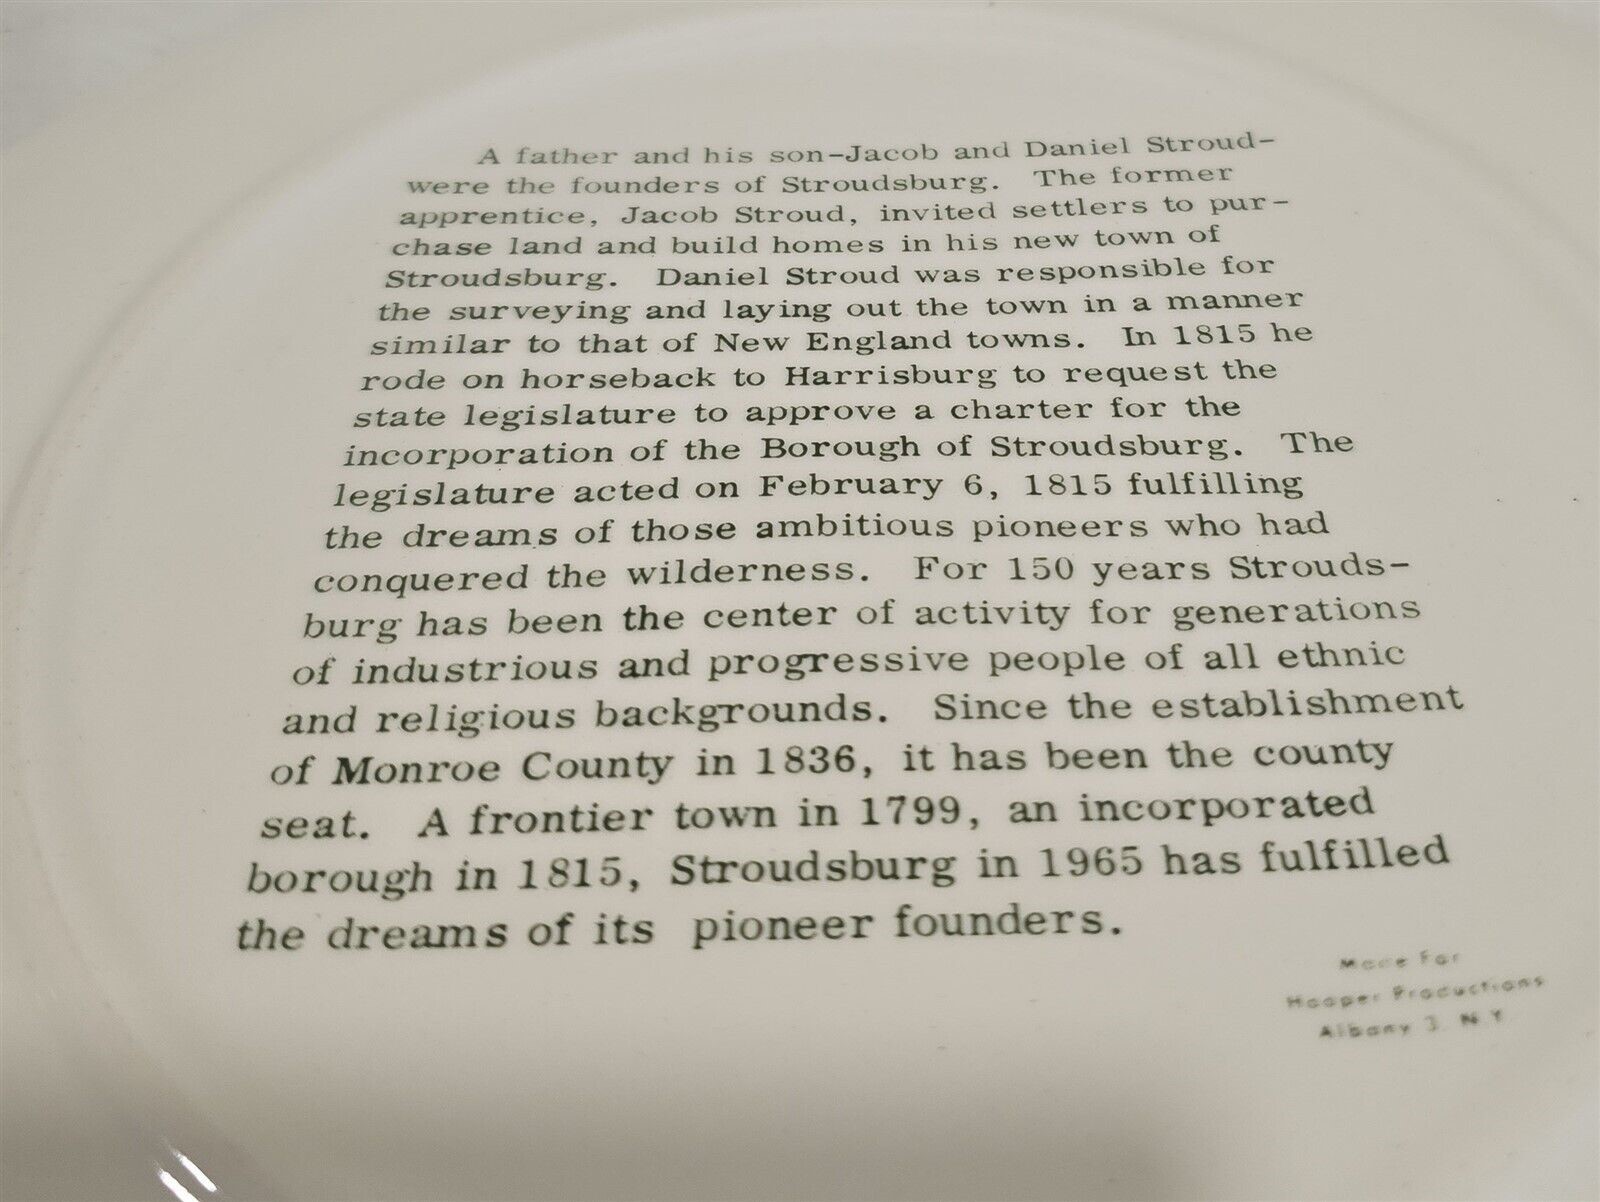 A father and his son-Jacob and Daniel Stroud-
were the founders of Stroudsburg. The former
apprentice, Jacob Stroud, invited settlers to pur-
chase land and build homes in his new town of
Stroudsburg. Daniel Stroud was responsible for
the surveying and laying out the town in a manner
similar to that of New England towns. In 1815 he
rode on horseback to Harrisburg to request the
state legislature to approve a charter for the
incorporation of the Borough of Stroudsburg. The
legislature acted on February 6, 1815 fulfilling
the dreams of those ambitious pioneers who had
conquered the wilderness. For 150 years Strouds-
burg has been the center of activity for generations
of industrious and progressive people of all ethnic
and religious backgrounds. Since the establishment
of Monroe County in 1836, it has been the county
seat. A frontier town in 1799, an incorporated
borough in 1815, Stroudsburg in 1965 has fulfilled
the dreams of its pioneer founders.
Made For
Hooper Productions
Albany 3, N.Y.